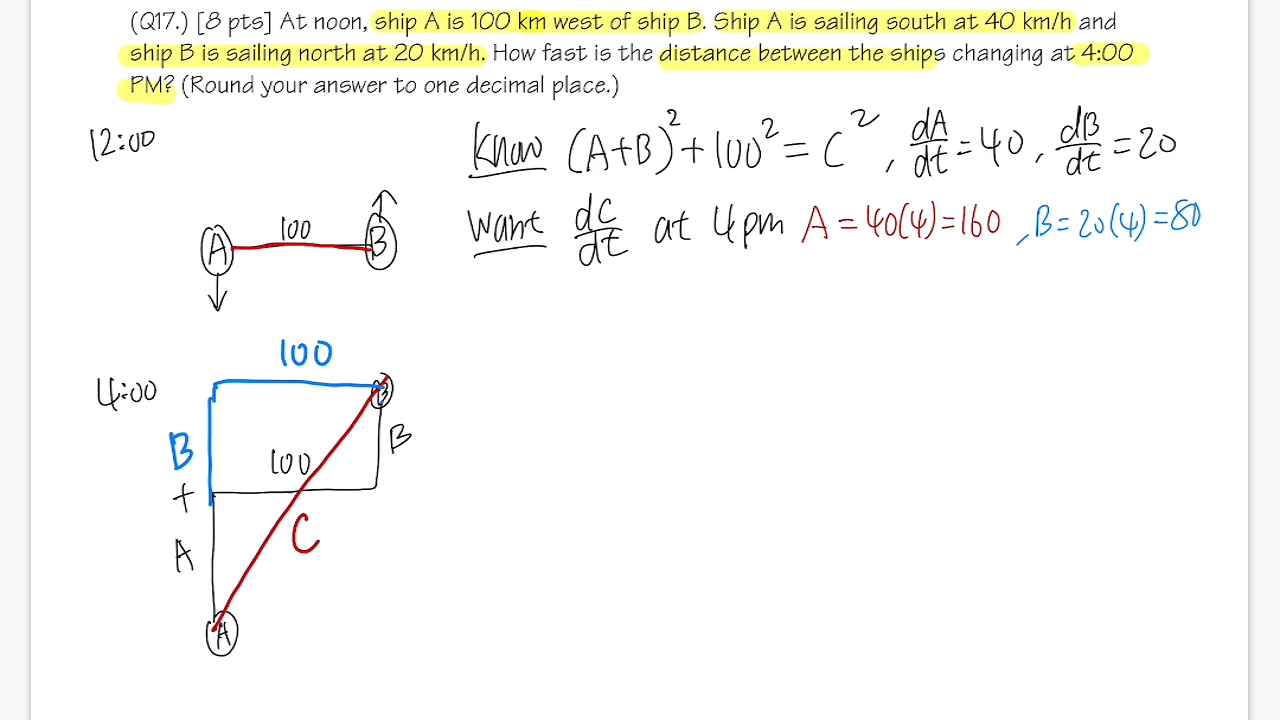 (Q17.) [8 pts] At noon, ship A is 100 km west of ship B. Ship A is sailing south at 40 km/h and
ship B is sailing north at 20 km/h. How fast is the distance between the ships changing at 4:00
PM? (Round your answer to one decimal place.)
12:00
Know (A+B)² + 100² = C², dA/dt = 40, dB/dt = 20
Want dC/dt at 4pm A = 40(4) = 160, B = 20(4) = 80
A 100 B
100
4:00
B
B
B
100
+
C
A
A